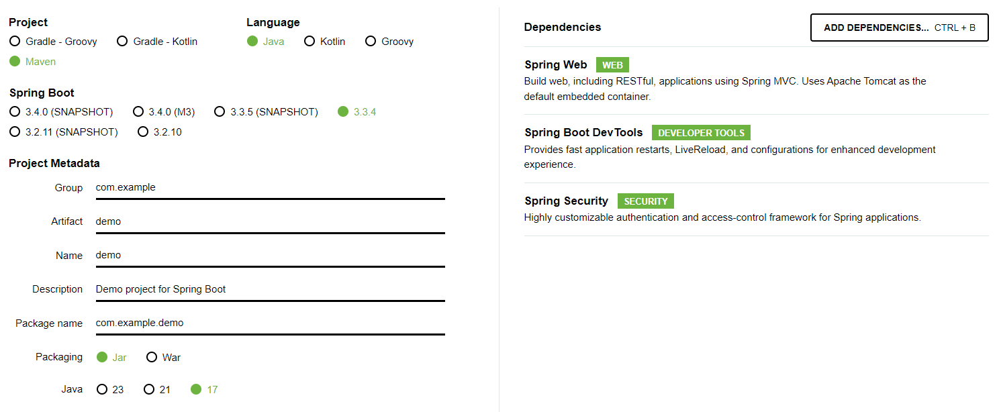 Project
Gradle - Groovy Gradle - Kotlin
Maven
Language
Java Kotlin Groovy
Spring Boot
3.4.0 (SNAPSHOT) 3.4.0 (M3) 3.3.5 (SNAPSHOT) 3.3.4
3.2.11 (SNAPSHOT) 3.2.10
Project Metadata
Group com.example
Artifact demo
Name demo
Description Demo project for Spring Boot
Package name com.example.demo
Packaging Jar War
Java 23 21 17
Dependencies
ADD DEPENDENCIES... CTRL + B
Spring Web WEB
Build web, including RESTful, applications using Spring MVC. Uses Apache Tomcat as the
default embedded container.
Spring Boot DevTools DEVELOPER TOOLS
Provides fast application restarts, LiveReload, and configurations for enhanced development
experience.
Spring Security SECURITY
Highly customizable authentication and access-control framework for Spring applications.